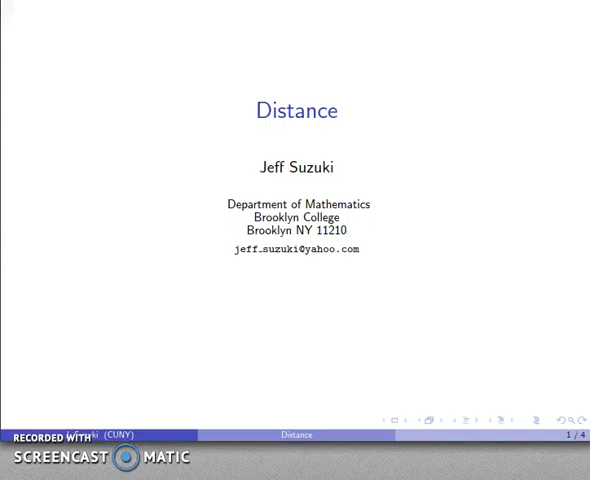 Distance
Jeff Suzuki
Department of Mathematics
Brooklyn College
Brooklyn NY 11210
jeff_suzuki@yahoo.com
(CUNY)
Distance
1 / 4
RECORDED WITH
SCREENCAST MATIC